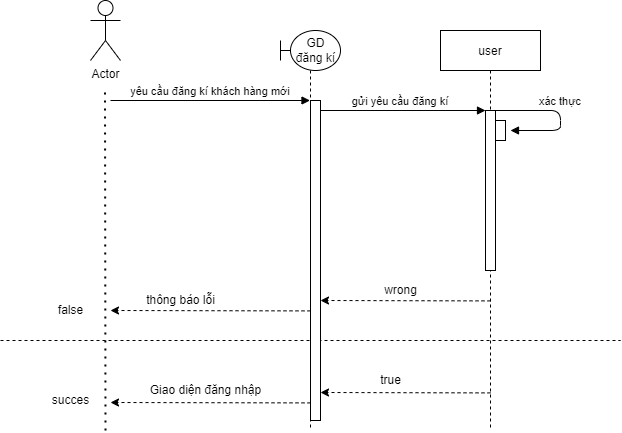 Actor
GD
đăng kí
user
yêu cầu đăng kí khách hàng mới
gửi yêu cầu đăng kí
xác thực
wrong
thông báo lỗi
false
true
Giao diện đăng nhập
succes